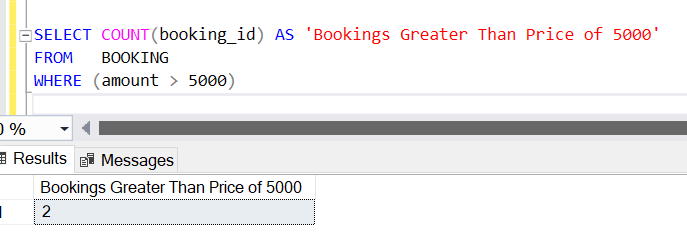 SELECT COUNT(booking_id) AS 'Bookings Greater Than Price of 5000'
FROM BOOKING
WHERE (amount > 5000)
0 %
Results Messages
Bookings Greater Than Price of 5000
2